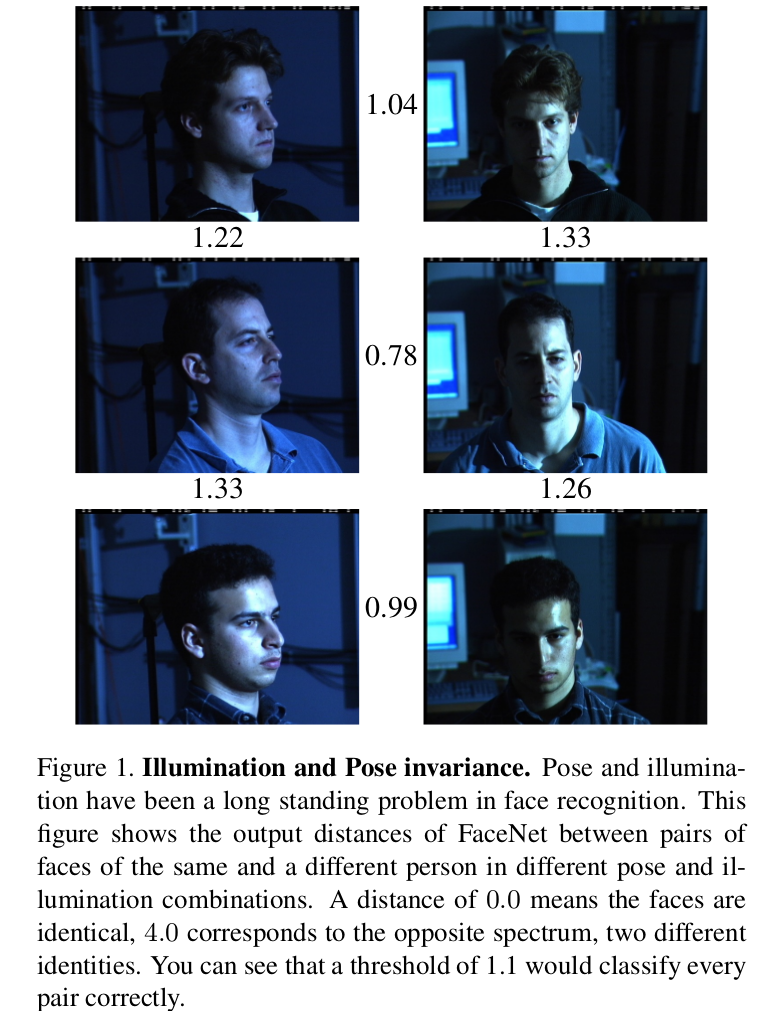 1.04
1.22 1.33
0.78
1.33 1.26
0.99
Figure 1. Illumination and Pose invariance. Pose and illumina-
tion have been a long standing problem in face recognition. This
figure shows the output distances of FaceNet between pairs of
faces of the same and a different person in different pose and il-
lumination combinations. A distance of 0.0 means the faces are
identical, 4.0 corresponds to the opposite spectrum, two different
identities. You can see that a threshold of 1.1 would classify every
pair correctly.